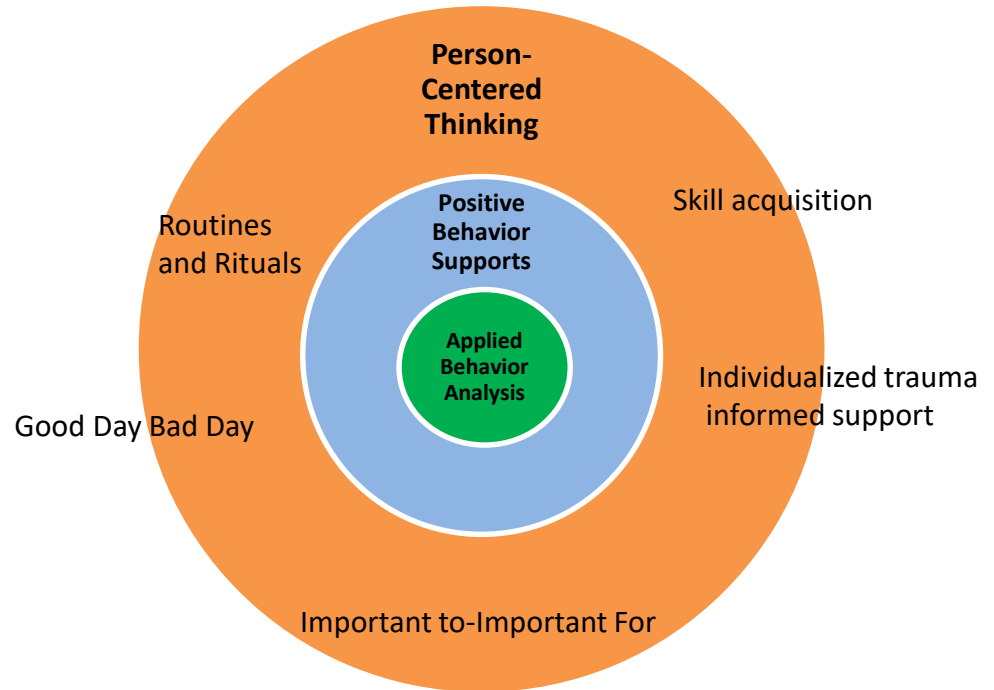 Person-
Centered
Thinking
Positive
Behavior
Supports
Applied
Behavior
Analysis
Routines
and Rituals
Good Day Bad Day
Skill acquisition
Individualized trauma
informed support
Important to-Important For